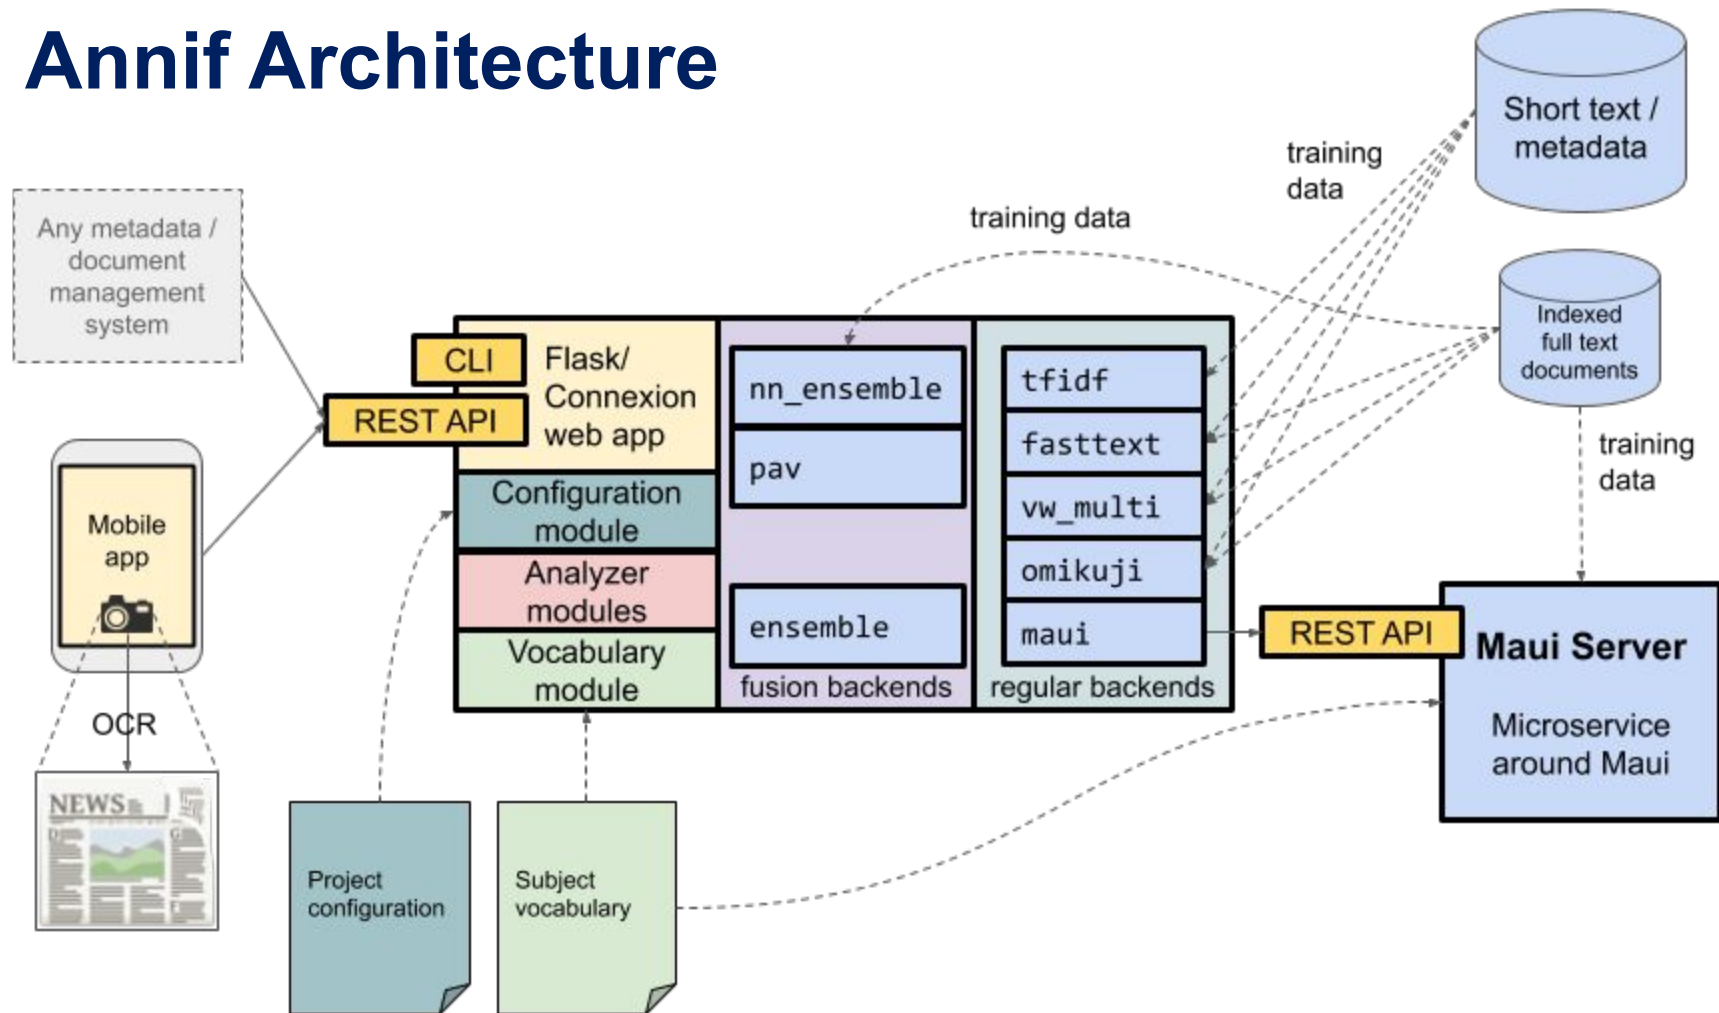 Annif Architecture
Short text /
metadata
training
data
training data
Any metadata /
document
management
system
Indexed
full text
documents
CLI
REST API
Flask/
Connexion
web app
nn_ensemble
pav
ensemble
fusion backends
tfidf
fasttext
vw_multi
omikuji
maui
regular backends
training
data
Configuration
module
Analyzer
modules
Vocabulary
module
Mobile
app
OCR
NEWS
REST API
Maui Server
Microservice
around Maui
Project
configuration
Subject
vocabulary